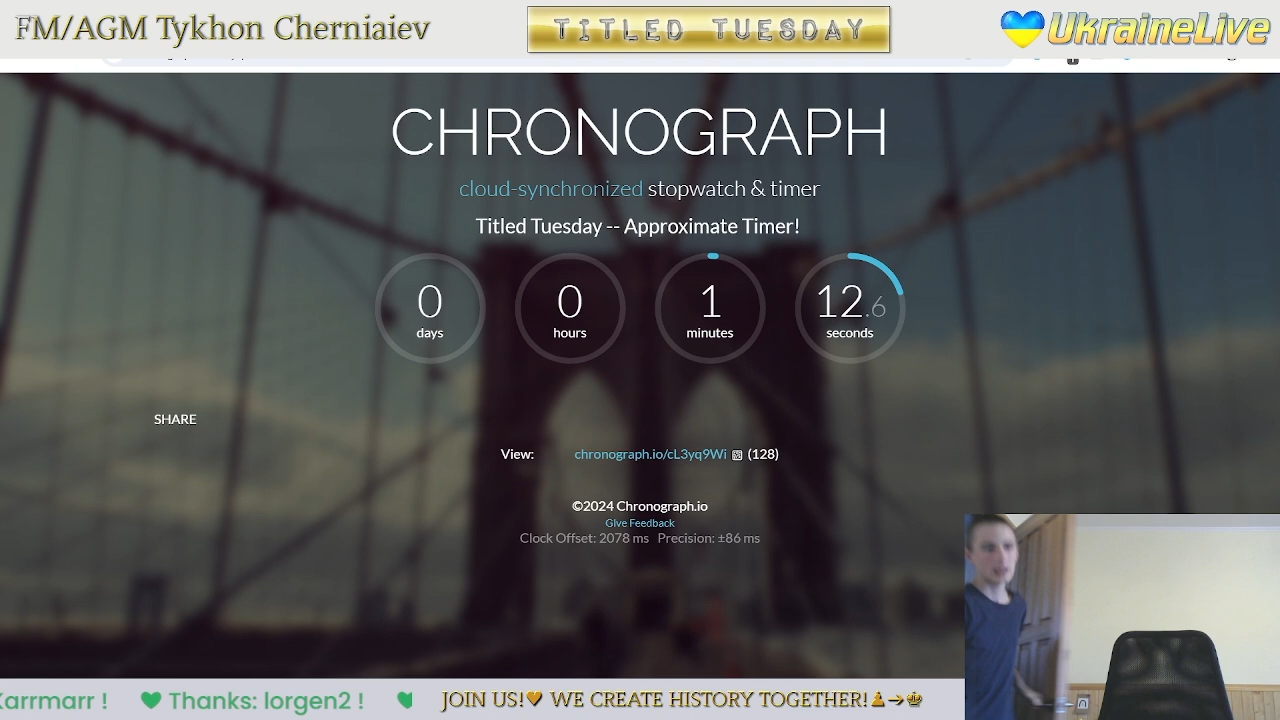 FM/AGM Tykhon Cherniaiev
TITLED TUESDAY
UkraineLive
CHRONOGRAPH
cloud-synchronized stopwatch & timer
Titled Tuesday -- Approximate Timer!
0 days
0 hours
1 minutes
12.6 seconds
SHARE
View: chronograph.io/cL3yq9Wi (128)
©2024 Chronograph.io
Give Feedback
Clock Offset: 2078 ms Precision: ±86 ms
Karrmarr ! 💚 Thanks: lorgen2 !
JOIN US!🧡 WE CREATE HISTORY TOGETHER!♟→♚